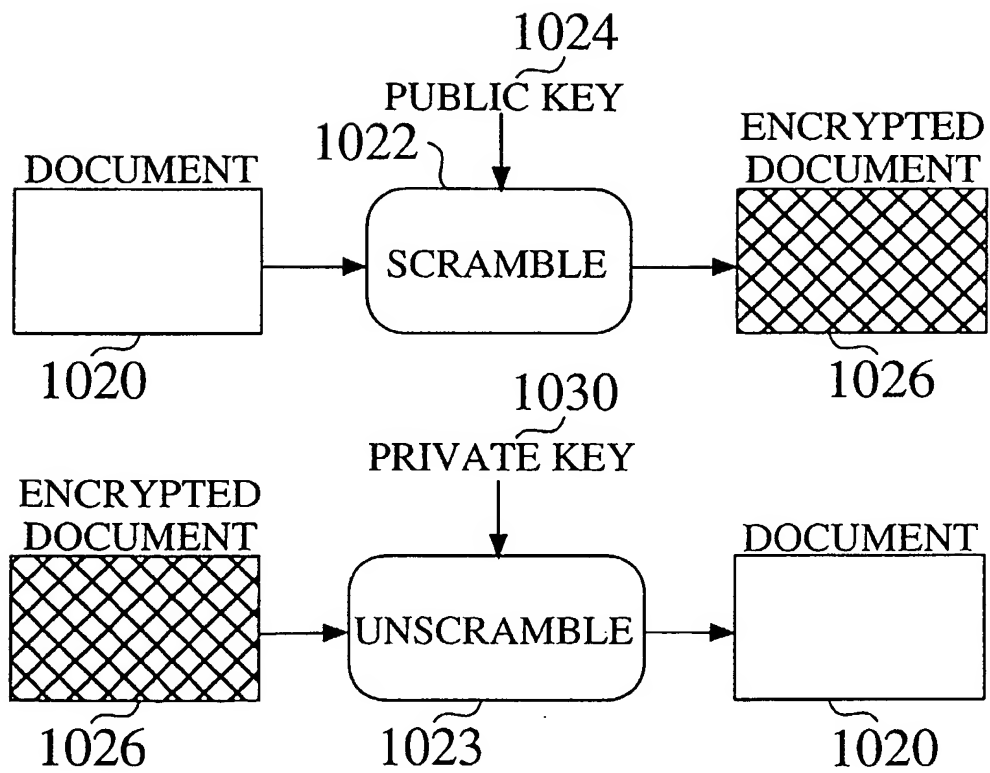 1024
PUBLIC KEY
1022
DOCUMENT
ENCRYPTED
DOCUMENT
SCRAMBLE
1020
1026
1030
PRIVATE KEY
ENCRYPTED
DOCUMENT
DOCUMENT
UNSCRAMBLE
1026
1023
1020